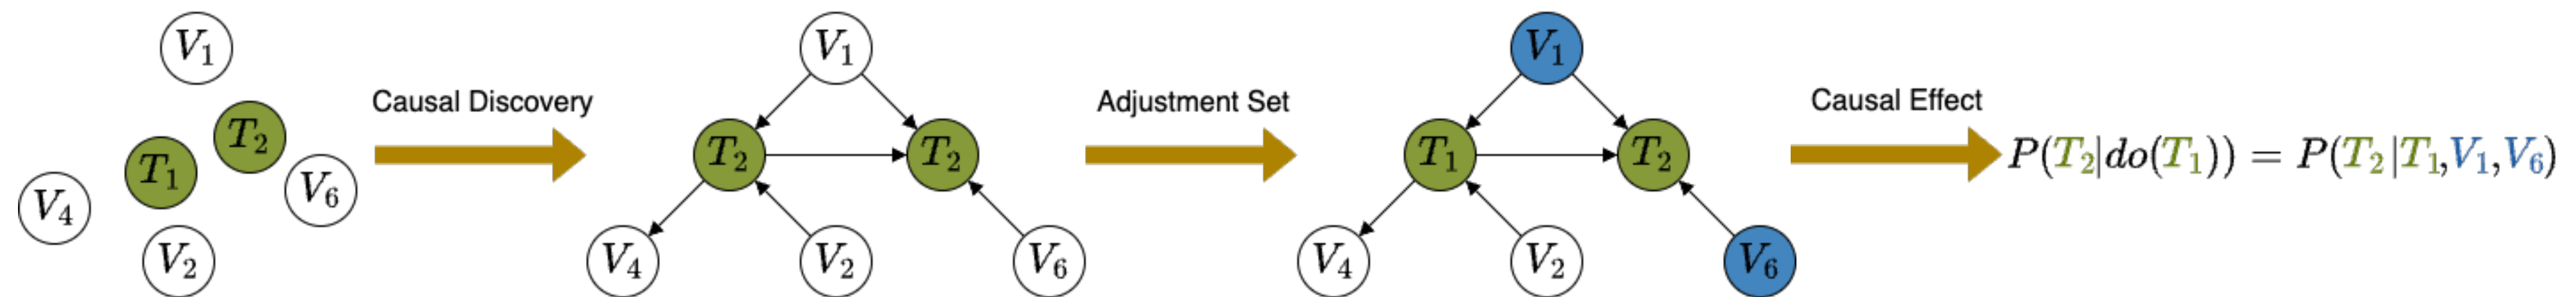 V1
T2
T1
V6
V4
V2
Causal Discovery
V1
T2
T2
V4
V2
V6
Adjustment Set
V1
T1
T2
V4
V2
V6
Causal Effect
P(T2|do(T1)) = P(T2|T1,V1,V6)